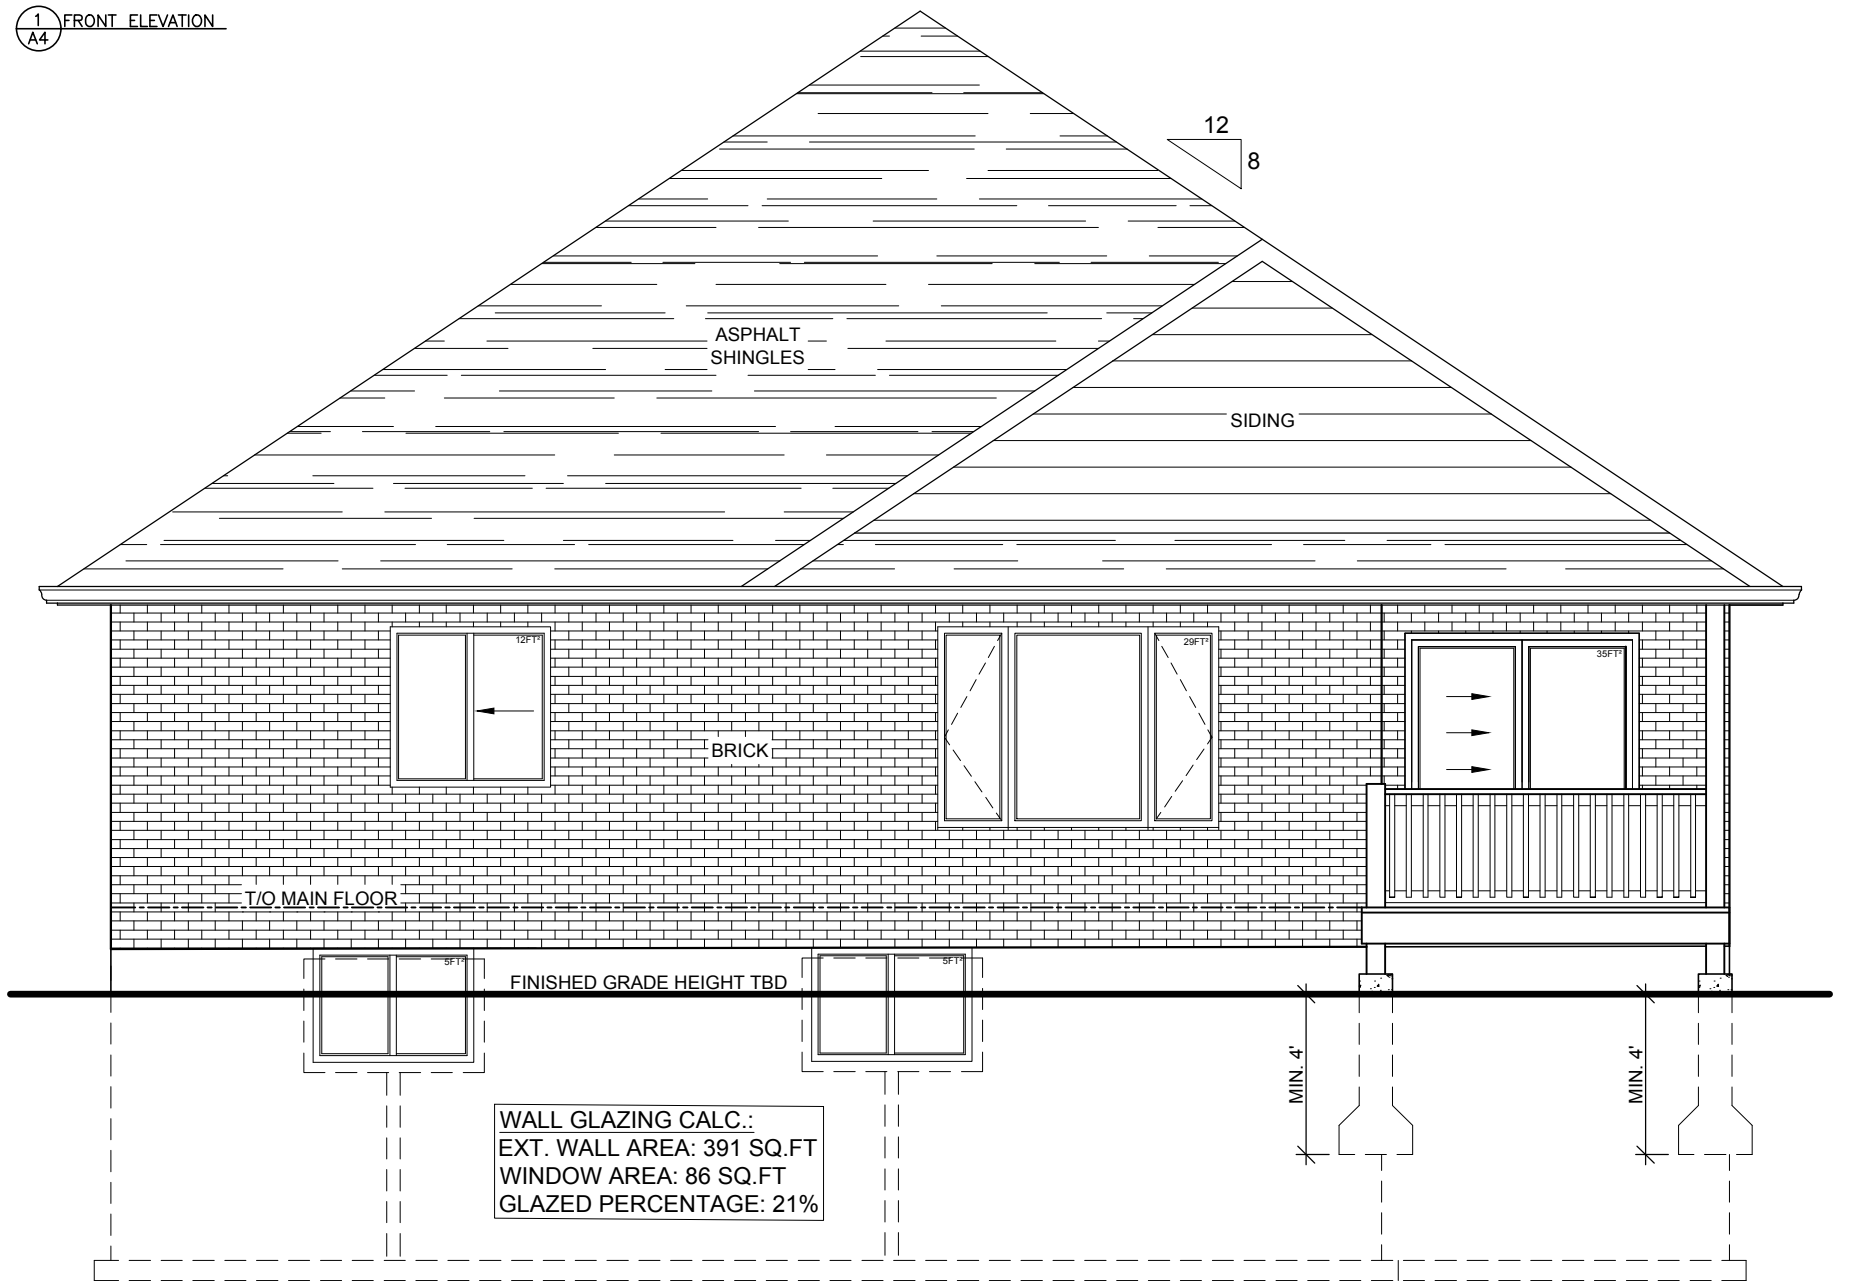 1
A4
FRONT ELEVATION
12
8
ASPHALT
SHINGLES
SIDING
12FT²
29FT²
35FT²
BRICK
T/O MAIN FLOOR
5FT²
5FT²
FINISHED GRADE HEIGHT TBD
MIN. 4'
MIN. 4'
WALL GLAZING CALC.:
EXT. WALL AREA: 391 SQ.FT
WINDOW AREA: 86 SQ.FT
GLAZED PERCENTAGE: 21%